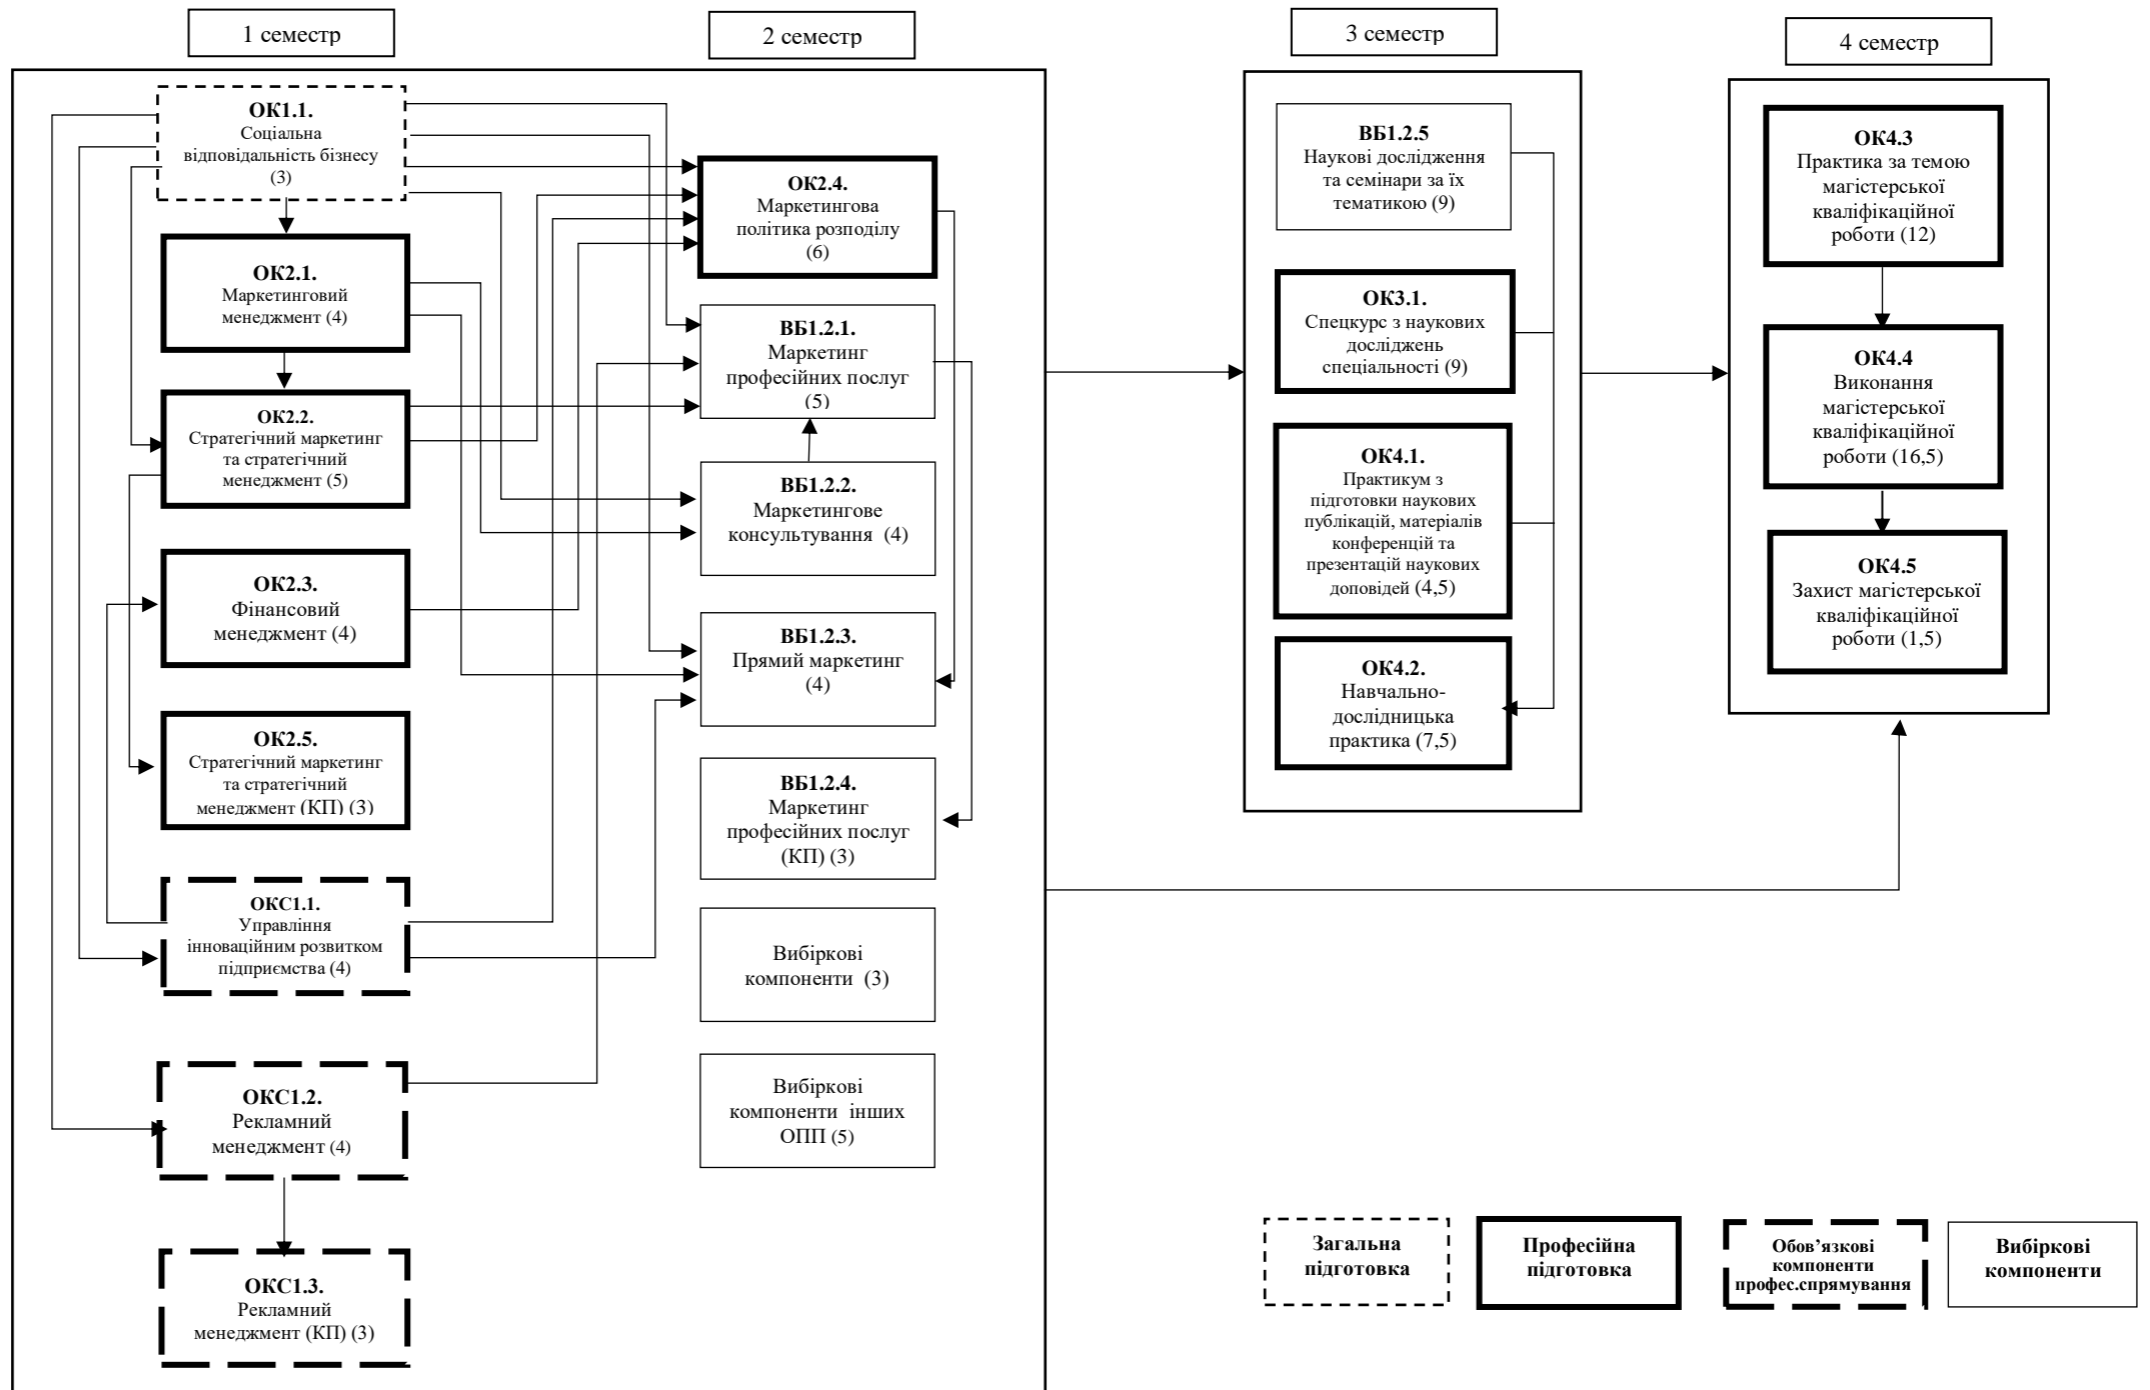 1 семестр
2 семестр
3 семестр
4 семестр
ОК1.1.
Соціальна
відповідальність бізнесу
(3)
ОК2.1.
Маркетинговий
менеджмент (4)
ОК2.2.
Стратегічний маркетинг
та стратегічний
менеджмент (5)
ОК2.3.
Фінансовий
менеджмент (4)
ОК2.5.
Стратегічний маркетинг
та стратегічний
менеджмент (КП) (3)
ОКС1.1.
Управління
інноваційним розвитком
підприємства (4)
ОКС1.2.
Рекламний
менеджмент (4)
ОКС1.3.
Рекламний
менеджмент (КП) (3)
ОК2.4.
Маркетингова
політика розподілу
(6)
ВБ1.2.1.
Маркетинг
професійних послуг
(5)
ВБ1.2.2.
Маркетингове
консультування (4)
ВБ1.2.3.
Прямий маркетинг
(4)
ВБ1.2.4.
Маркетинг
професійних послуг
(КП) (3)
Вибіркові
компоненти (3)
Вибіркові
компоненти інших
ОПП (5)
ВБ1.2.5
Наукові дослідження
та семінари за їх
тематикою (9)
ОК3.1.
Спецкурс з наукових
досліджень
спеціальності (9)
ОК4.1.
Практикум з
підготовки наукових
публікацій, матеріалів
конференцій та
презентацій наукових
доповідей (4,5)
ОК4.2.
Навчально-
дослідницька
практика (7,5)
ОК4.3
Практика за темою
магістерської
кваліфікаційної
роботи (12)
ОК4.4
Виконання
магістерської
кваліфікаційної
роботи (16,5)
ОК4.5
Захист магістерської
кваліфікаційної
роботи (1,5)
Загальна
підготовка
Професійна
підготовка
Обов’язкові
компоненти
профес.спрямування
Вибіркові
компоненти